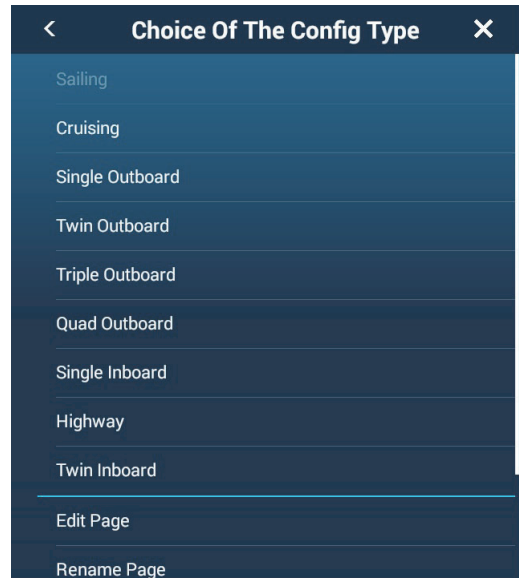 Choice Of The Config Type
Sailing
Cruising
Single Outboard
Twin Outboard
Triple Outboard
Quad Outboard
Single Inboard
Highway
Twin Inboard
Edit Page
Rename Page